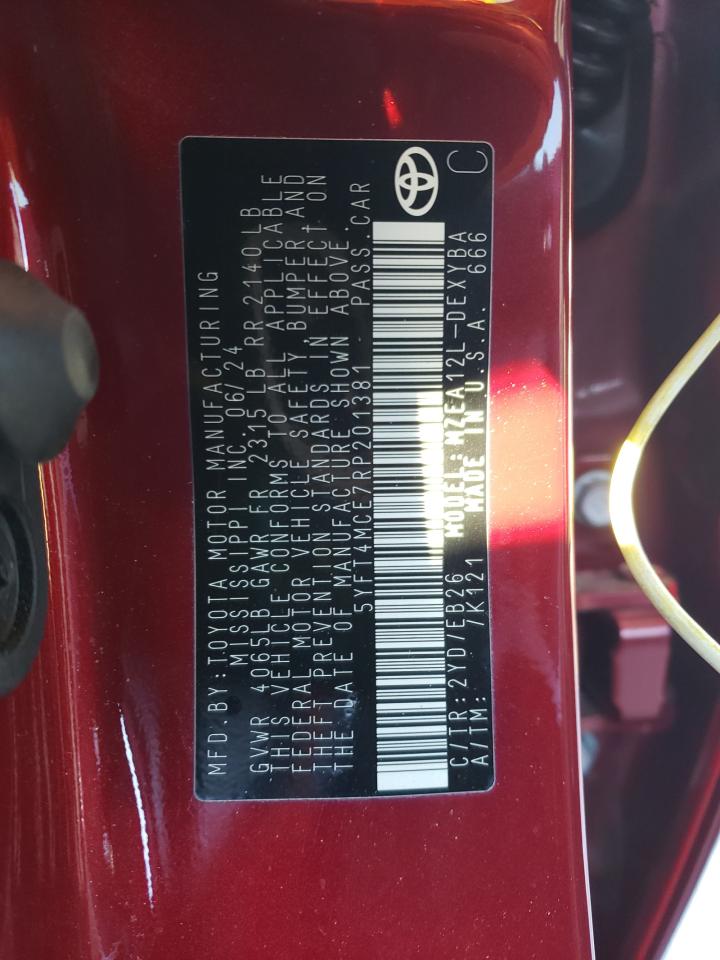 MFD.BY:TOYOTA MOTOR MANUFACTURING
MISSISSIPPI INC.06/24
GVWR 4065LB GAWR FR 2315 LB RR 2140 LB
THIS VEHICLE CONFORMS TO ALL APPLICABLE
FEDERAL MOTOR VEHICLE SAFETY, BUMPER AND
THEFT PREVENTION STANDARDS IN EFFECT ON
THE DATE OF MANUFACTURE SHOWN ABOVE.
5YFT4MCE7RP201381 PASS.CAR
C/TR:2YD/EB26 MODEL:MZEA12L-DEXYBA
A/TM: /K121 MADE IN U.S.A. 666
C